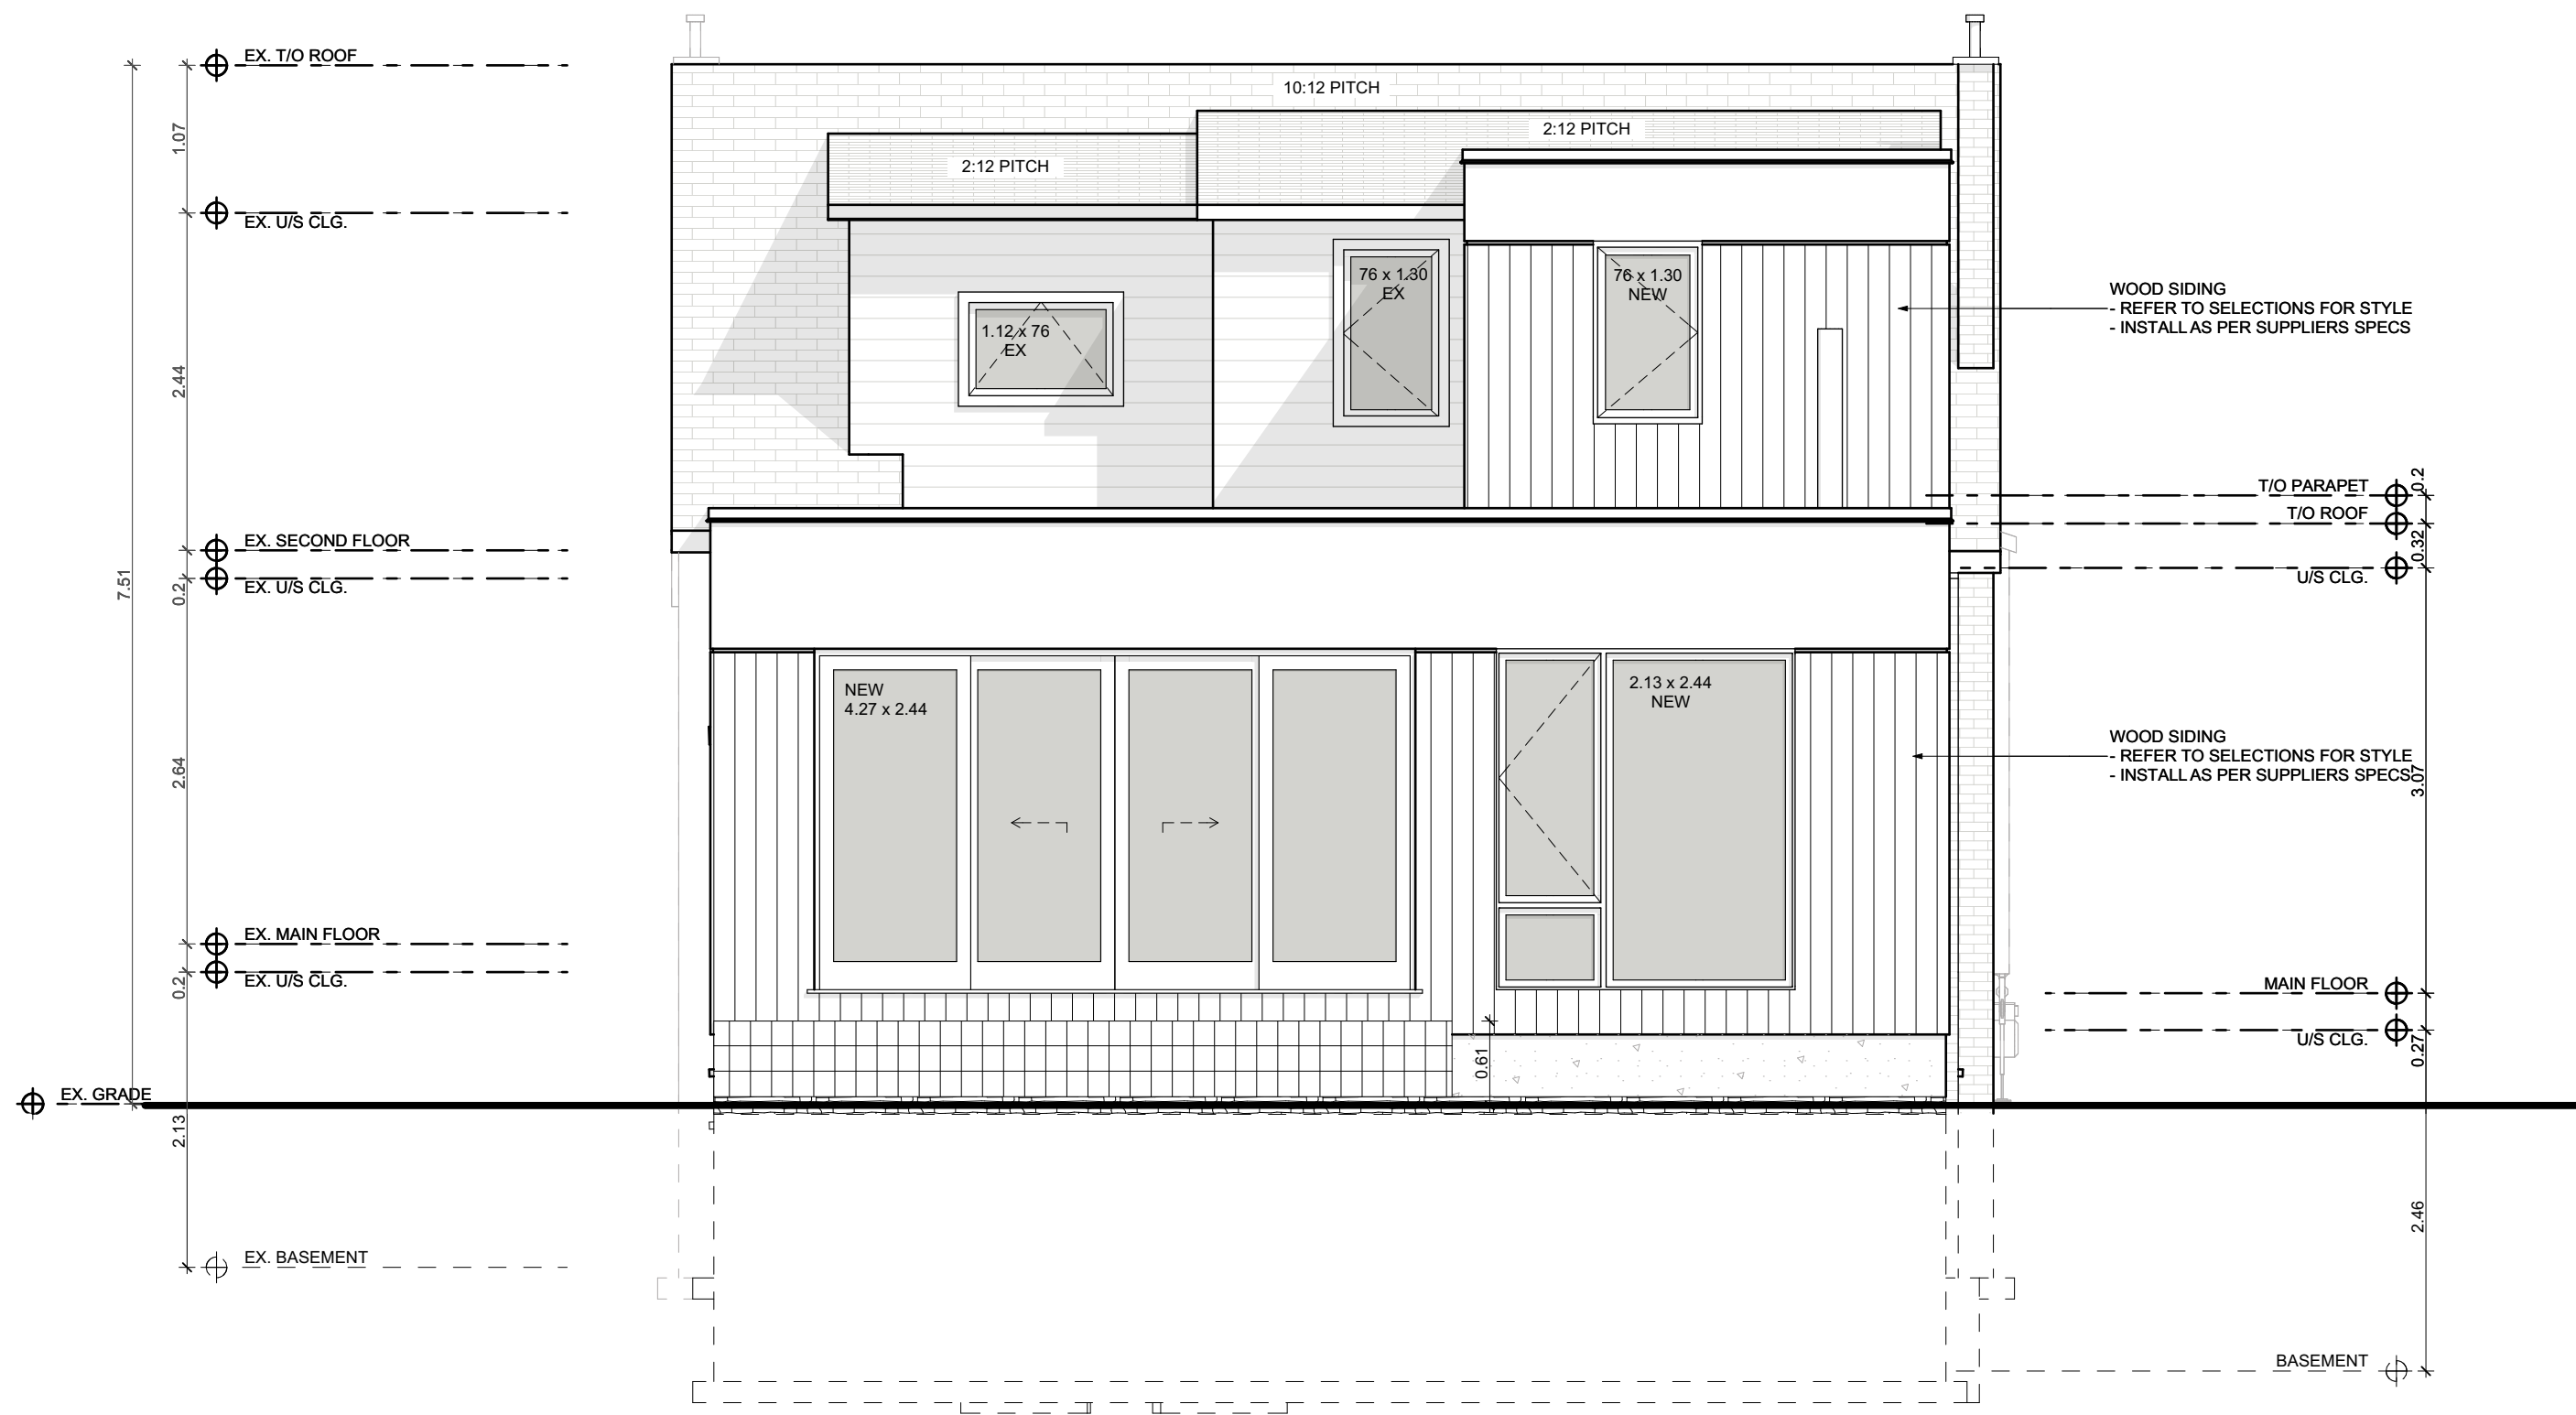 EX. T/O ROOF
10:12 PITCH
2:12 PITCH
1.07
2:12 PITCH
EX. U/S CLG.
76 x 1.30
EX
76 x 1.30
NEW
WOOD SIDING
- REFER TO SELECTIONS FOR STYLE
- INSTALL AS PER SUPPLIERS SPECS
1.12 x 76
EX
2.44
T/O PARAPET
0.2
T/O ROOF
EX. SECOND FLOOR
0.32
U/S CLG.
7.51
0.2
EX. U/S CLG.
NEW
4.27 x 2.44
2.13 x 2.44
NEW
WOOD SIDING
- REFER TO SELECTIONS FOR STYLE
- INSTALL AS PER SUPPLIERS SPECS
2.64
3.07
EX. MAIN FLOOR
0.2
EX. U/S CLG.
MAIN FLOOR
U/S CLG.
0.27
0.61
EX. GRADE
2.13
2.46
EX. BASEMENT
BASEMENT